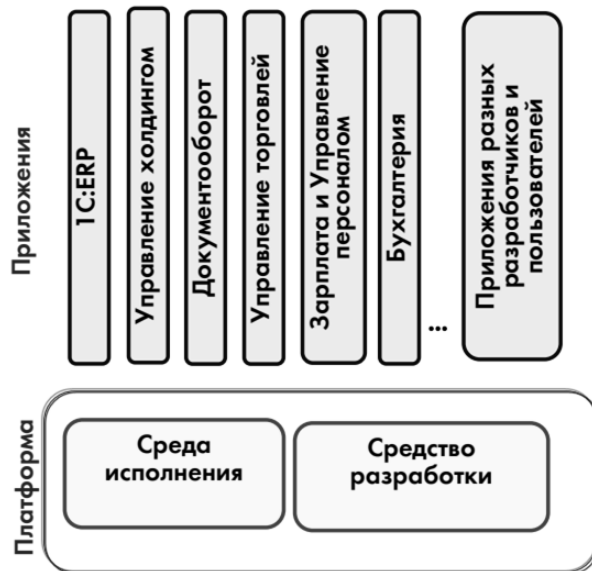 Приложения
1С:ERP
Управление холдингом
Документооборот
Управление торговлей
Зарплата и Управление
персоналом
Бухгалтерия
...
Приложения разных
разработчиков и
пользователей
Платформа
Среда
исполнения
Средство
разработки